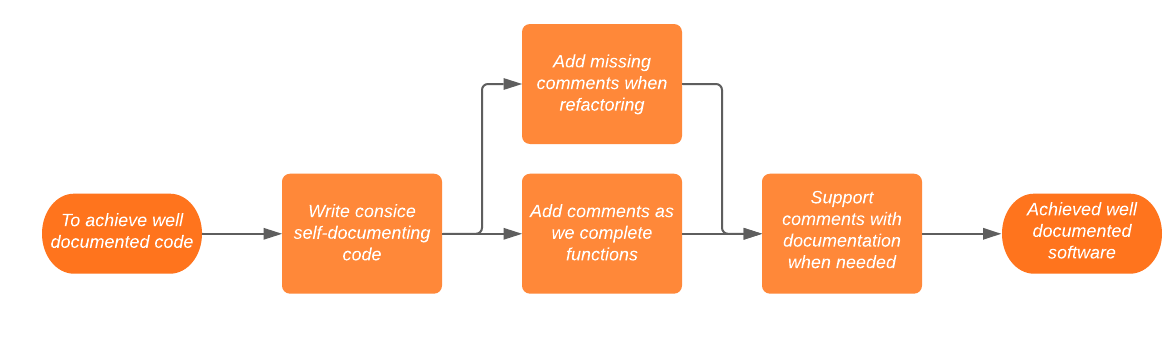 To achieve well
documented code
Write consice
self-documenting
code
Add missing
comments when
refactoring
Add comments as
we complete
functions
Support
comments with
documentation
when needed
Achieved well
documented
software